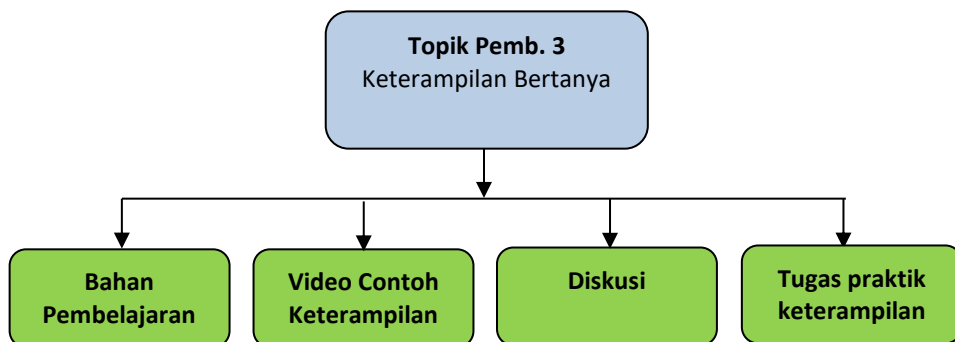 Topik Pemb. 3
Keterampilan Bertanya
Bahan
Pembelajaran
Video Contoh
Keterampilan
Diskusi
Tugas praktik
keterampilan